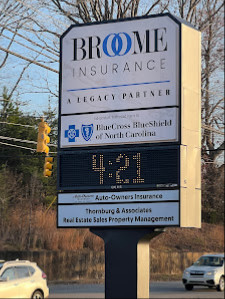 BROOME
INSURANCE
A LEGACY PARTNER
BlueCross BlueShield
of North Carolina
4:21
Auto-Owners Insurance
Thornburg & Associates
Real Estate Sales Property Management